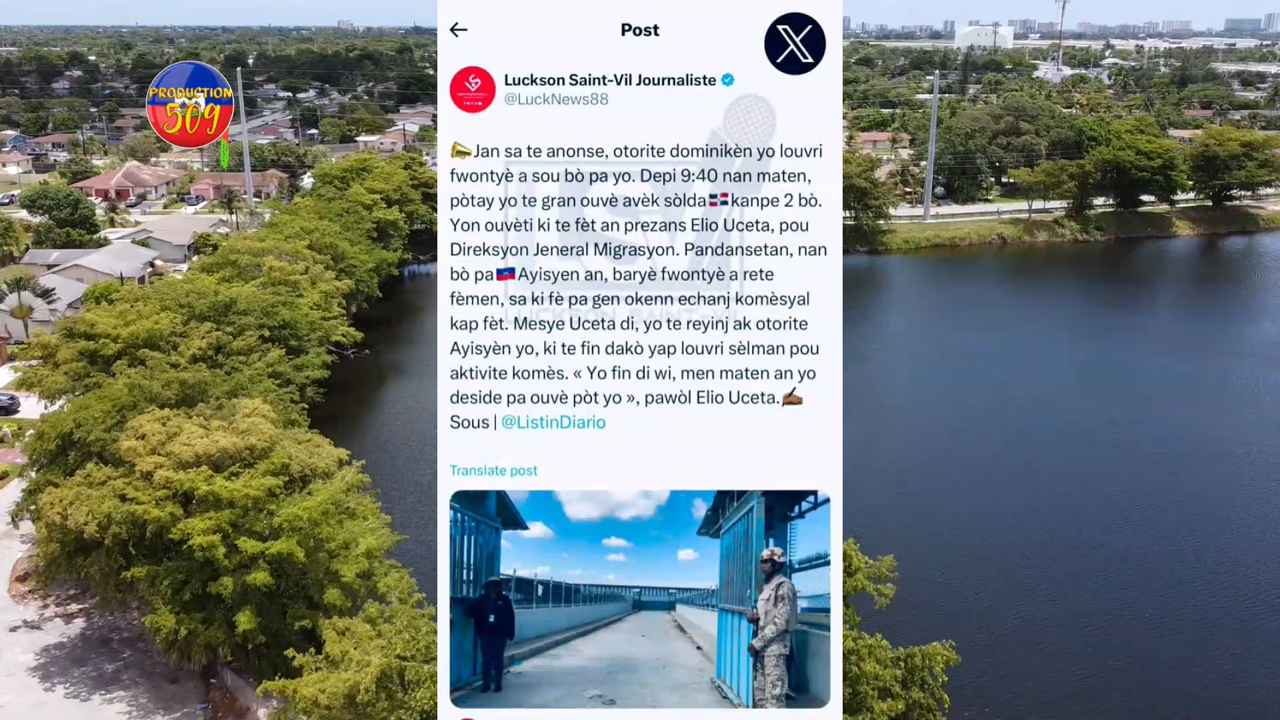 Post
PRODUCTION
509
Luckson Saint-Vil Journaliste
@LuckNews88
📣Jan sa te anonse, otorite dominikèn yo louvri
fwontyè a sou bò pa yo. Depi 9:40 nan maten,
pòtay yo te gran ouvè avèk sòlda🇩🇴kanpe 2 bò.
Yon ouvèti ki te fèt an prezans Elio Uceta, pou
Direksyon Jeneral Migrasyon. Pandansetan, nan
bò pa🇭🇹Ayisyen an, baryè fwontyè a rete
fèmen, sa ki fè pa gen okenn echanj komèsyal
kap fèt. Mesye Uceta di, yo te reyinj ak otorite
Ayisyèn yo, ki te fin dakò yap louvri sèlman pou
aktivite komès. « Yo fin di wi, men maten an yo
deside pa ouvè pòt yo », pawòl Elio Uceta.✍🏾
Sous | @ListinDiario
Translate post
LUCKSON SAINT-VIL